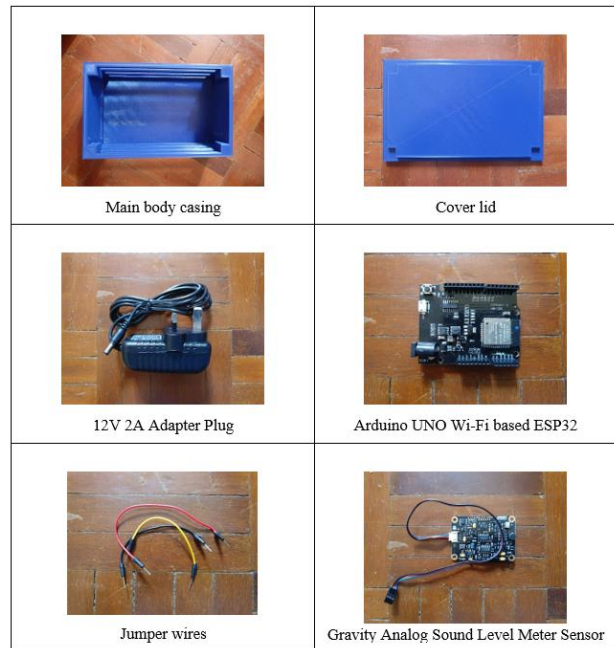 Main body casing
Cover lid
12V 2A Adapter Plug
Arduino UNO Wi-Fi based ESP32
Jumper wires
Gravity Analog Sound Level Meter Sensor